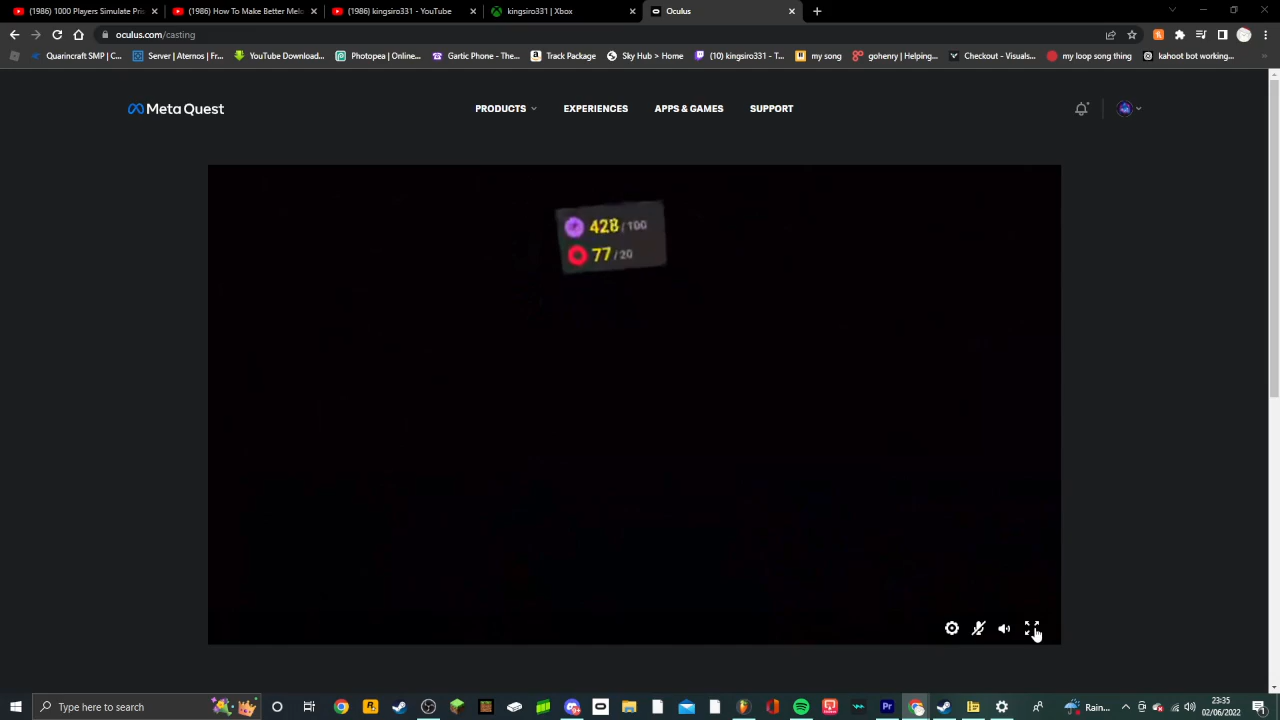 (1986) 1000 Players Simulate Pris
(1986) How To Make Better Melo
(1986) kingsiro331 - YouTube
kingsiro331 | Xbox
Oculus
oculus.com/casting
Quarincraft SMP | C...
Server | Aternos | Fr...
YouTube Download...
Photopea | Online...
Gartic Phone - The...
Track Package
Sky Hub > Home
(10) kingsiro331 - T...
my song
gohenry | Helping...
Checkout - Visuals...
my loop song thing
kahoot bot working...
Meta Quest
PRODUCTS
EXPERIENCES
APPS & GAMES
SUPPORT
428/100
77/20
Type here to search
Rain...
23:35
02/06/2022